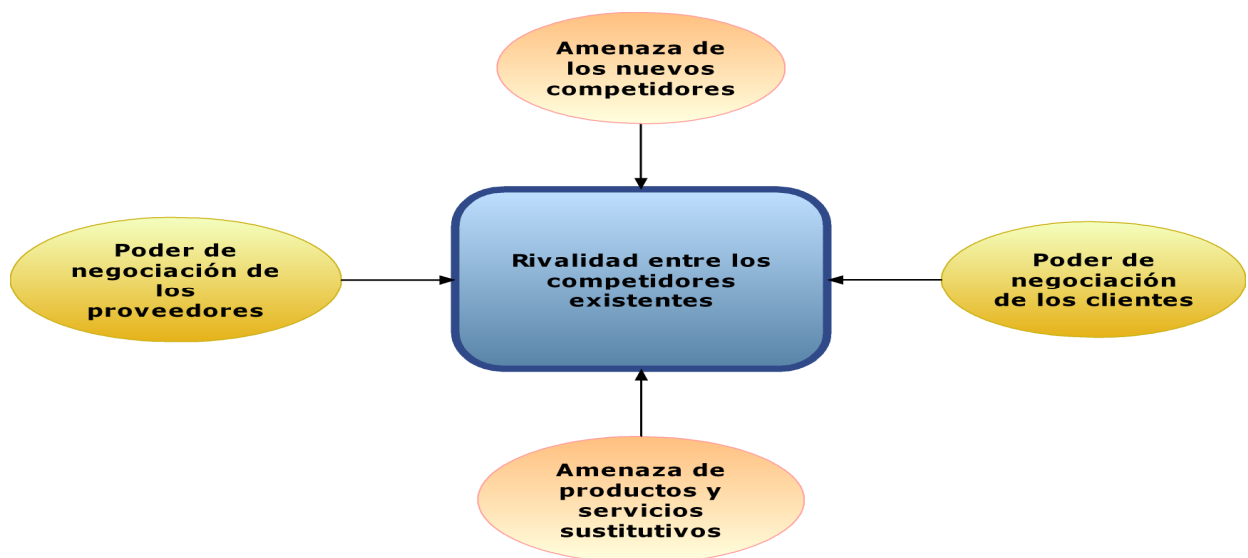 Amenaza de
los nuevos
competidores
Poder de
negociación de
los
proveedores
Rivalidad entre los
competidores
existentes
Poder de
negociación
de los clientes
Amenaza de
productos y
servicios
sustitutivos